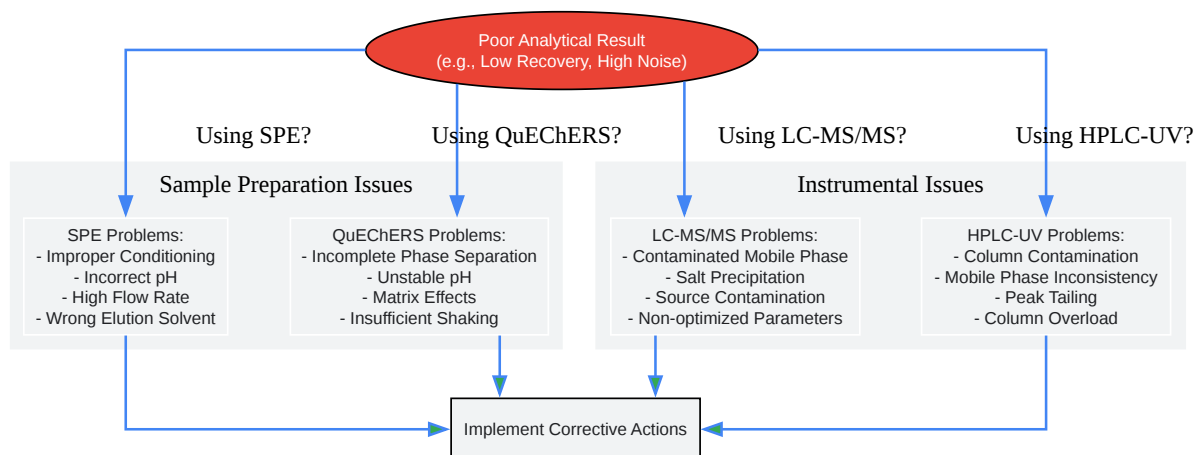 Poor Analytical Result
(e.g., Low Recovery, High Noise)
Using SPE?
Using QuEChERS?
Using LC-MS/MS?
Using HPLC-UV?
Sample Preparation Issues
Instrumental Issues
SPE Problems:
- Improper Conditioning
- Incorrect pH
- High Flow Rate
- Wrong Elution Solvent
QuEChERS Problems:
- Incomplete Phase Separation
- Unstable pH
- Matrix Effects
- Insufficient Shaking
LC-MS/MS Problems:
- Contaminated Mobile Phase
- Salt Precipitation
- Source Contamination
- Non-optimized Parameters
HPLC-UV Problems:
- Column Contamination
- Mobile Phase Inconsistency
- Peak Tailing
- Column Overload
Implement Corrective Actions